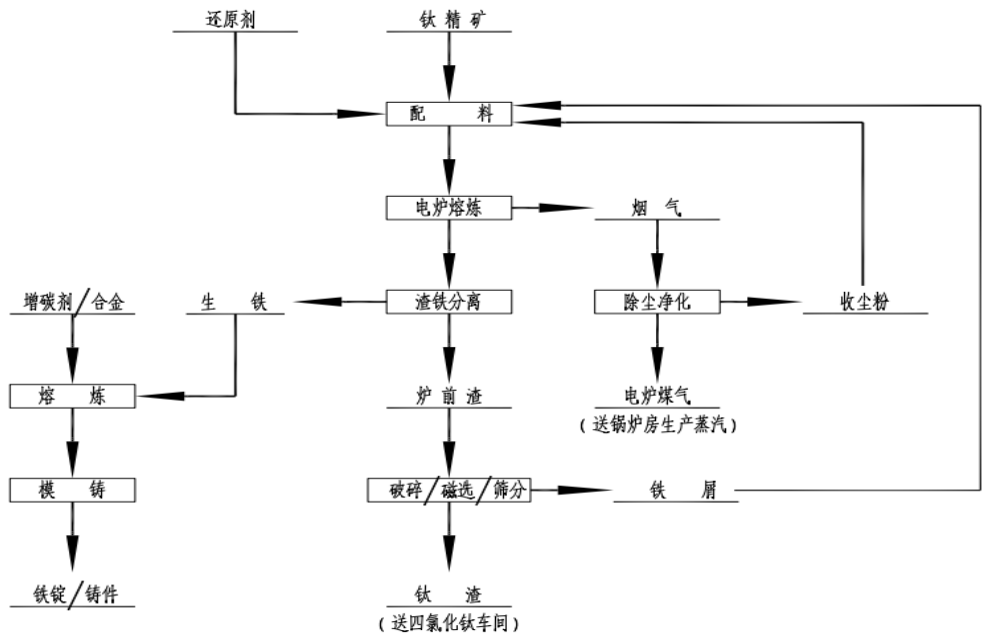 还原剂
钛精矿
配料
电炉熔炼
烟气
增碳剂/合金
生铁
渣铁分离
除尘净化
收尘粉
熔炼
炉前渣
电炉煤气
(送锅炉房生产蒸汽)
模铸
破碎/磁选/筛分
铁屑
铁锭/铸件
钛渣
(送四氯化钛车间)